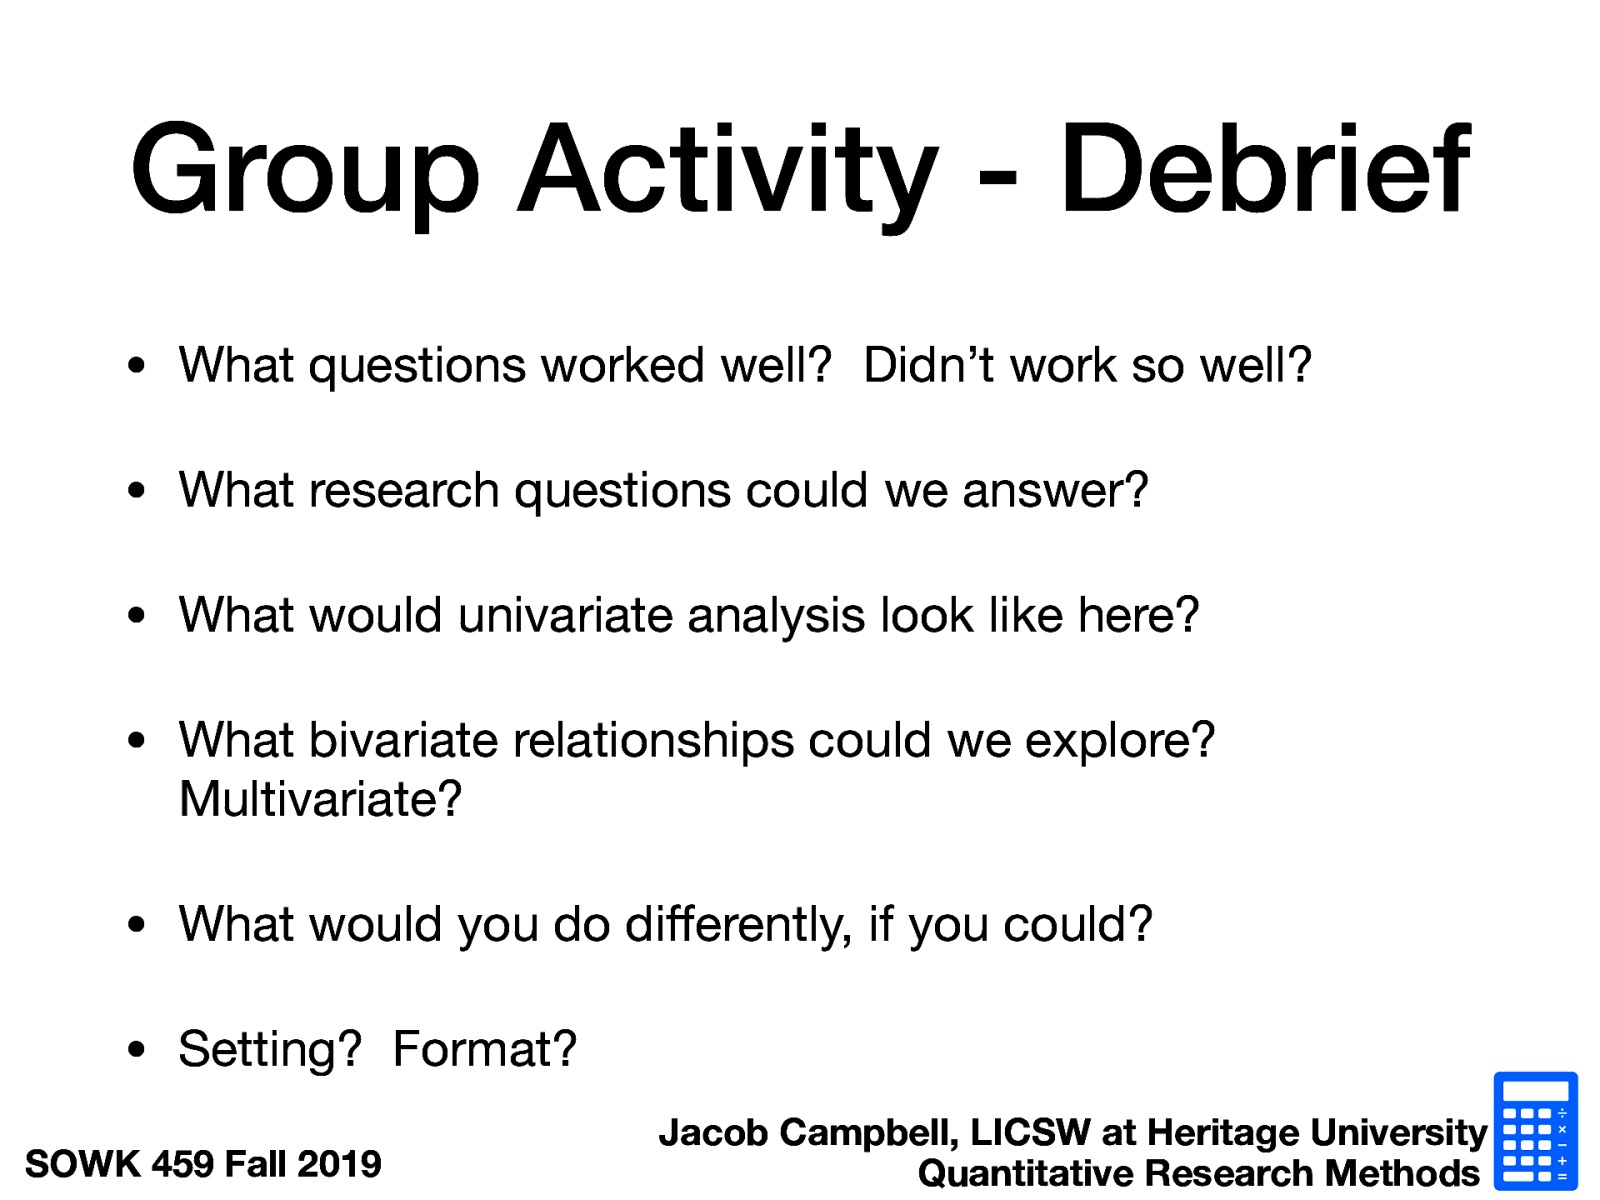 Group Activity - Debrief
• What questions worked well?  Didn’t work so well?
• What research questions could we answer?
• What would univariate analysis look like here?
• What bivariate relationships could we explore?
Multivariate?
• What would you do differently, if you could?
• Setting?  Format?
Jacob Campbell, LICSW at Heritage University
SOWK 459 Fall 2019
Quantitative Research Methods
÷
×
−
+
=